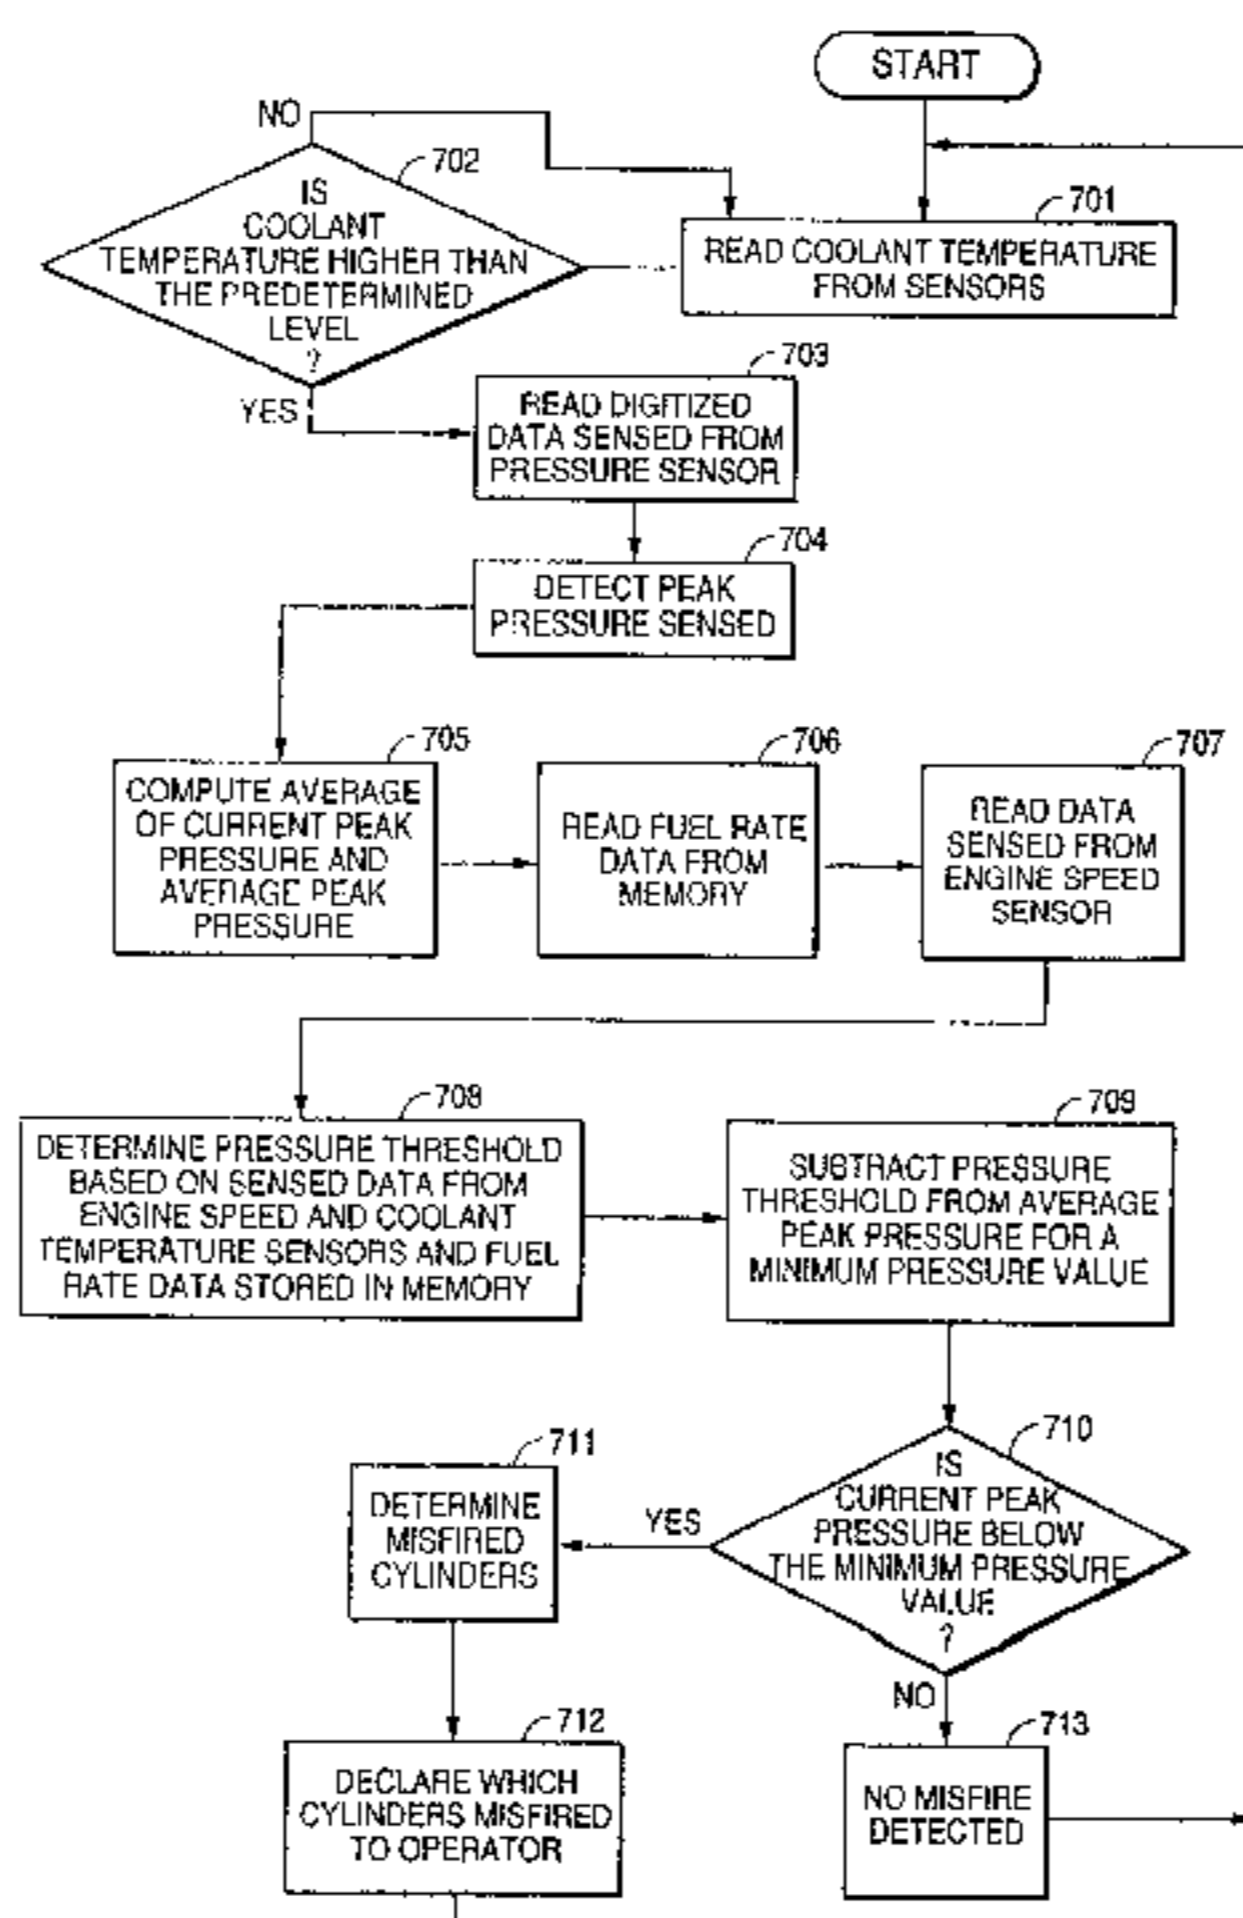 START
701
READ COOLANT TEMPERATURE
FROM SENSORS
NO
702
IS
COOLANT
TEMPERATURE HIGHER THAN
THE PREDETERMINED
LEVEL
?
YES
703
READ DIGITIZED
DATA SENSED FROM
PRESSURE SENSOR
704
DETECT PEAK
PRESSURE SENSED
705
COMPUTE AVERAGE
OF CURRENT PEAK
PRESSURE AND
AVERAGE PEAK
PRESSURE
706
READ FUEL RATE
DATA FROM
MEMORY
707
READ DATA
SENSED FROM
ENGINE SPEED
SENSOR
708
DETERMINE PRESSURE THRESHOLD
BASED ON SENSED DATA FROM
ENGINE SPEED AND COOLANT
TEMPERATURE SENSORS AND FUEL
RATE DATA STORED IN MEMORY
709
SUBTRACT PRESSURE
THRESHOLD FROM AVERAGE
PEAK PRESSURE FOR A
MINIMUM PRESSURE VALUE
710
IS
CURRENT PEAK
PRESSURE BELOW
THE MINIMUM PRESSURE
VALUE
?
YES
711
DETERMINE
MISFIRED
CYLINDERS
712
DECLARE WHICH
CYLINDERS MISFIRED
TO OPERATOR
NO
713
NO MISFIRE
DETECTED